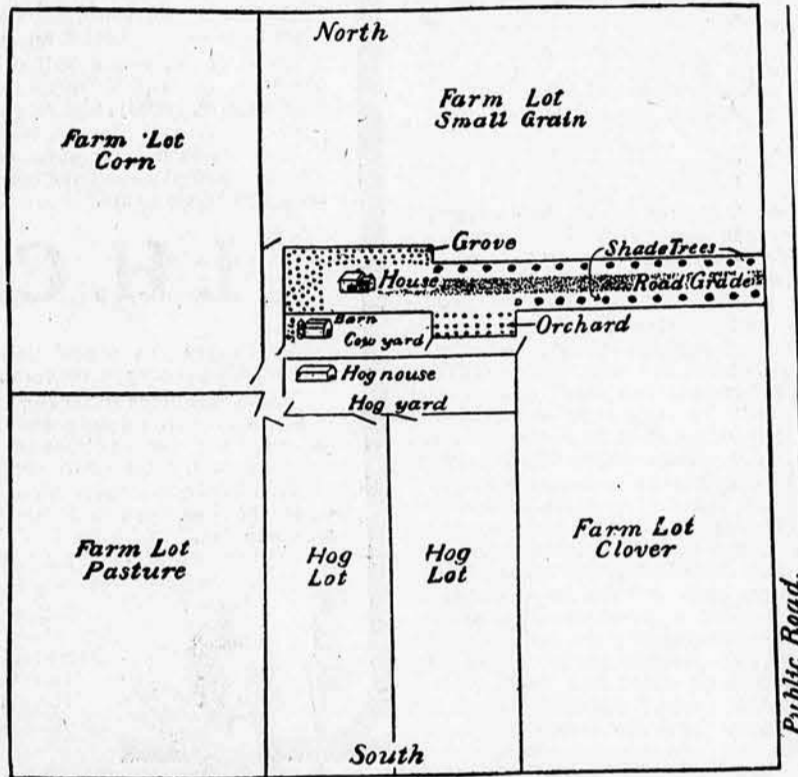 North
Farm Lot
Small Grain
Farm Lot
Corn
Grove
Shade Trees
House
Road Grade
Silo
Barn
Cow yard
Orchard
Hog house
Hog yard
Farm Lot
Pasture
Hog
Lot
Hog
Lot
Farm Lot
Clover
Public Road.
South